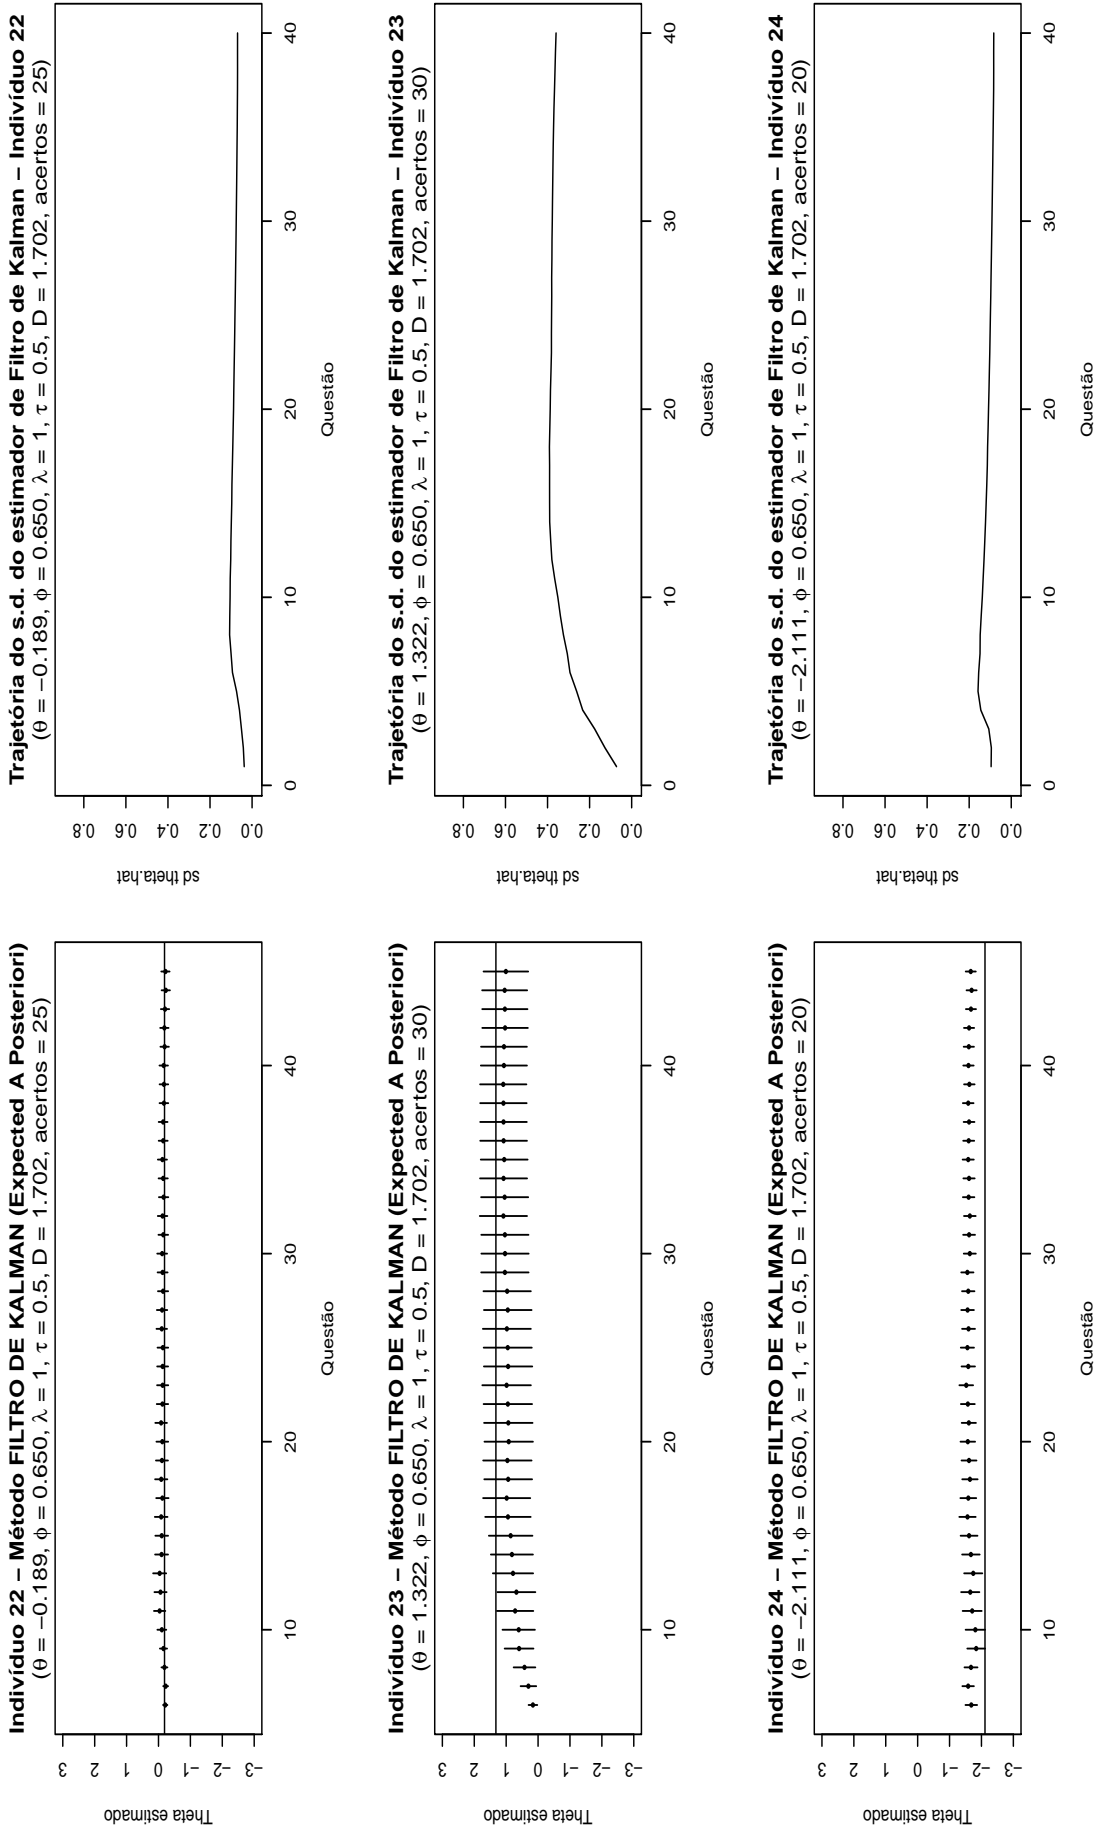 Indivíduo 22 – Método FILTRO DE KALMAN (Expected A Posteriori)
(θ = −0.189, ϕ = 0.650, λ = 1, τ = 0.5, D = 1.702, acertos = 25)
Theta estimado
3
2
1
0
−1
−2
−3
10 20 30 40
Questão
Trajetória do s.d. do estimador de Filtro de Kalman – Indivíduo 22
(θ = −0.189, ϕ = 0.650, λ = 1, τ = 0.5, D = 1.702, acertos = 25)
sd theta.hat
0.8
0.6
0.4
0.2
0.0
0 10 20 30 40
Questão
Indivíduo 23 – Método FILTRO DE KALMAN (Expected A Posteriori)
(θ = 1.322, ϕ = 0.650, λ = 1, τ = 0.5, D = 1.702, acertos = 30)
Theta estimado
3
2
1
0
−1
−2
−3
10 20 30 40
Questão
Trajetória do s.d. do estimador de Filtro de Kalman – Indivíduo 23
(θ = 1.322, ϕ = 0.650, λ = 1, τ = 0.5, D = 1.702, acertos = 30)
sd theta.hat
0.8
0.6
0.4
0.2
0.0
0 10 20 30 40
Questão
Indivíduo 24 – Método FILTRO DE KALMAN (Expected A Posteriori)
(θ = −2.111, ϕ = 0.650, λ = 1, τ = 0.5, D = 1.702, acertos = 20)
Theta estimado
3
2
1
0
−1
−2
−3
10 20 30 40
Questão
Trajetória do s.d. do estimador de Filtro de Kalman – Indivíduo 24
(θ = −2.111, ϕ = 0.650, λ = 1, τ = 0.5, D = 1.702, acertos = 20)
sd theta.hat
0.8
0.6
0.4
0.2
0.0
0 10 20 30 40
Questão